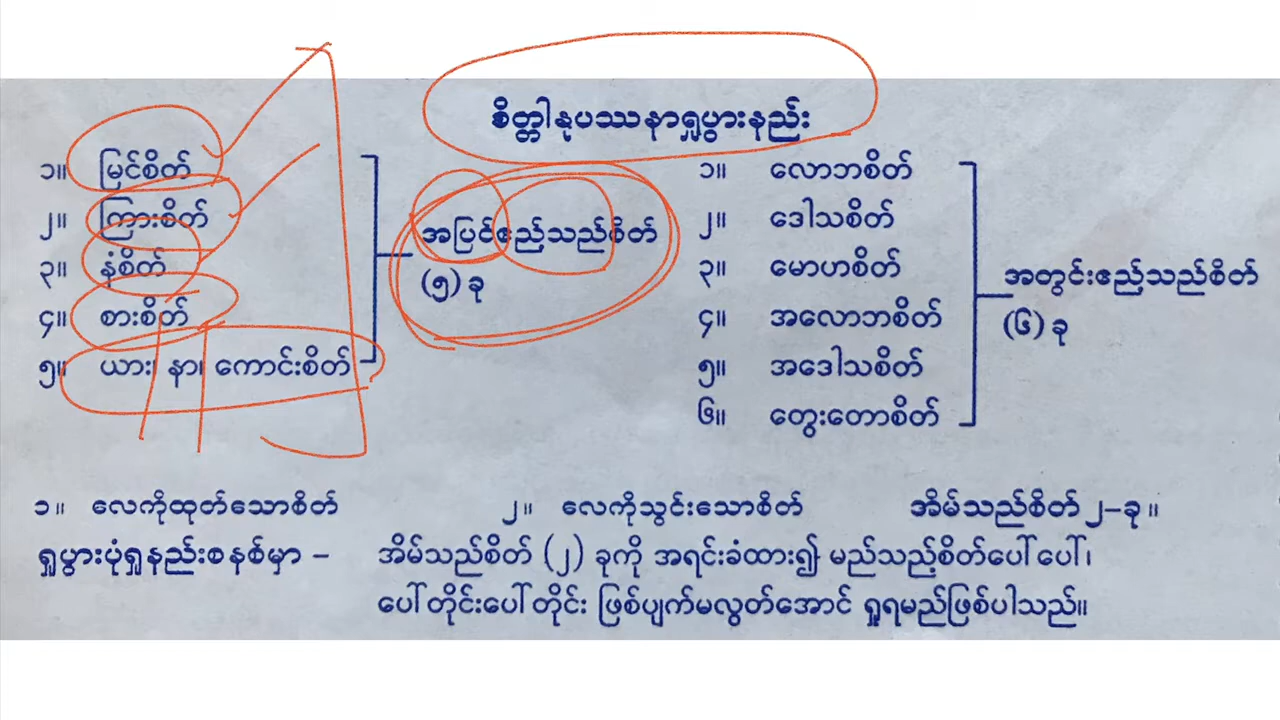 စိတ္တါနုပဿနာရှုပွားနည်း
၁။ မြင်စိတ်
၂။ ကြားစိတ်
၃။ နံစိတ်
၄။ စားစိတ်
၅။ ယား၊ နာ၊ ကောင်းစိတ်
အပြင်ဧည့်သည်စိတ်
(၅) ခု
၁။ လောဘစိတ်
၂။ ဒေါသစိတ်
၃။ မောဟစိတ်
၄။ အလောဘစိတ်
၅။ အဒေါသစိတ်
၆။ တွေးတောစိတ်
အတွင်းဧည့်သည်စိတ်
(၆) ခု
၁။ လေကိုထုတ်သောစိတ် ၂။ လေကိုသွင်းသောစိတ် အိမ်သည်စိတ် ၂-ခု ။
ရှုပွားပုံရှုနည်းစနစ်မှာ - အိမ်သည်စိတ် (၂) ခုကို အရင်းခံထား၍ မည်သည့်စိတ်ပေါ်ပေါ်၊
ပေါ်တိုင်းပေါ်တိုင်း ဖြစ်ပျက်မလွတ်အောင် ရှုရမည်ဖြစ်ပါသည်။